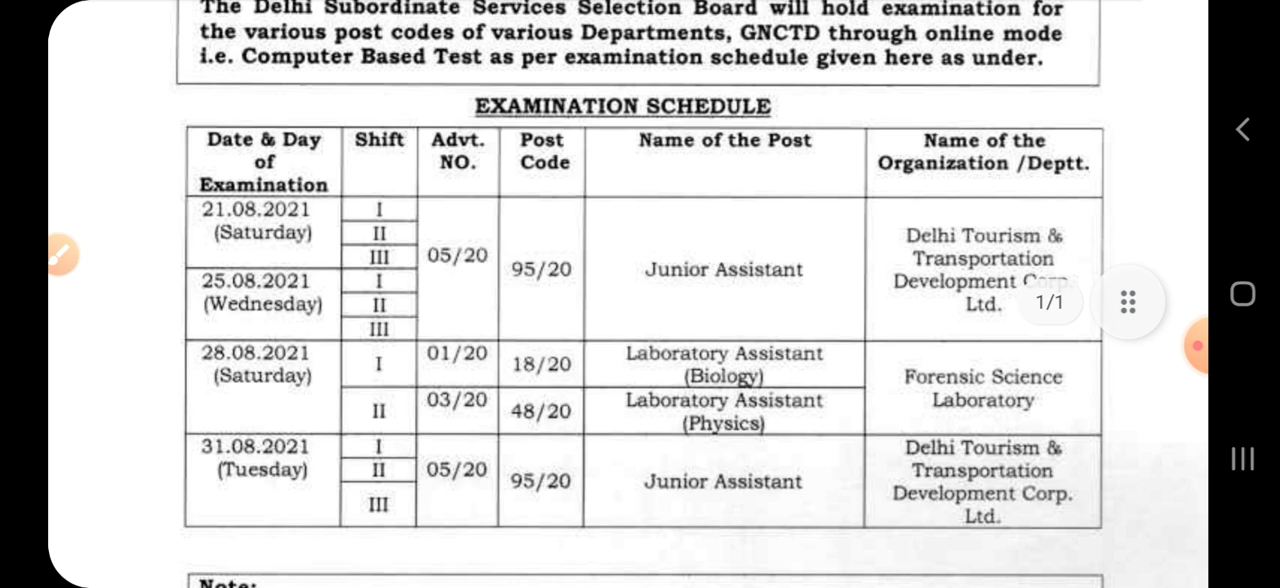 The Delhi Subordinate Services Selection Board will hold examination for
the various post codes of various Departments, GNCTD through online mode
i.e. Computer Based Test as per examination schedule given here as under.
EXAMINATION SCHEDULE
Date & Day
of
Examination
Shift
Advt.
NO.
Post
Code
Name of the Post
Name of the
Organization /Deptt.
21.08.2021
(Saturday)
I
II
III
25.08.2021
(Wednesday)
I
II
III
05/20
95/20
Junior Assistant
Delhi Tourism &
Transportation
Development Corp.
Ltd.
28.08.2021
(Saturday)
I
01/20
18/20
Laboratory Assistant
(Biology)
II
03/20
48/20
Laboratory Assistant
(Physics)
Forensic Science
Laboratory
31.08.2021
(Tuesday)
I
II
III
05/20
95/20
Junior Assistant
Delhi Tourism &
Transportation
Development Corp.
Ltd.
1/1
Note: